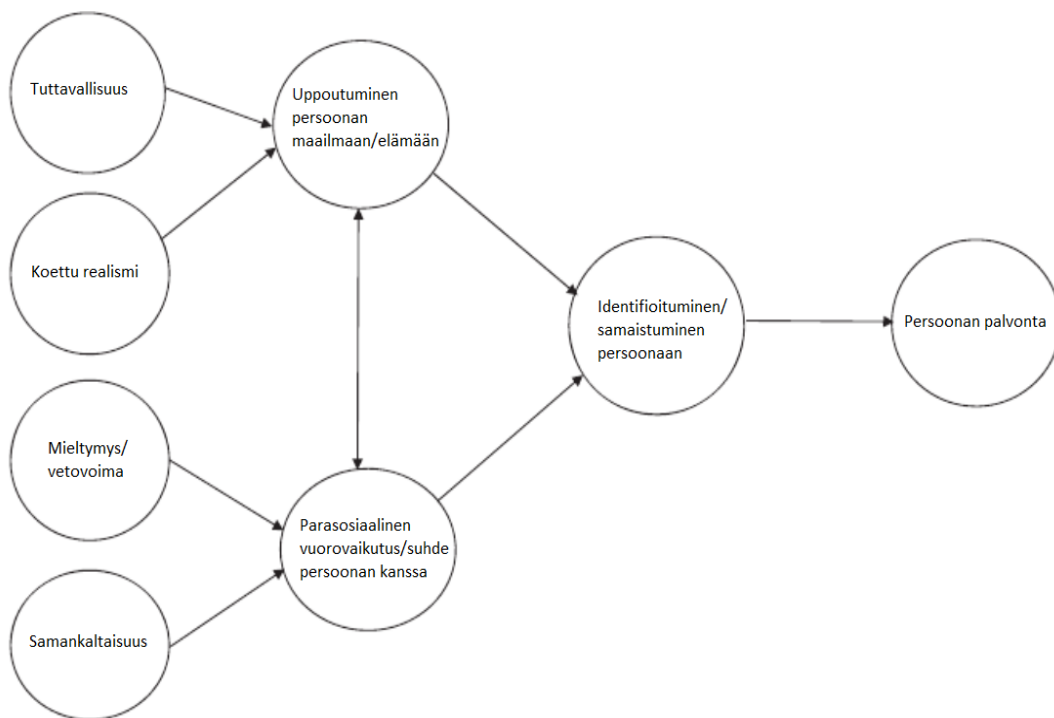 Tuttavallisuus
Uppoutuminen
persoonan
maailmaan/elämään
Koettu realismi
Identifioituminen/
samaistuminen
persoonaan
Persoonan palvonta
Mieltymys/
vetovoima
Parasosiaalinen
vuorovaikutus/suhde
persoonan kanssa
Samankaltaisuus